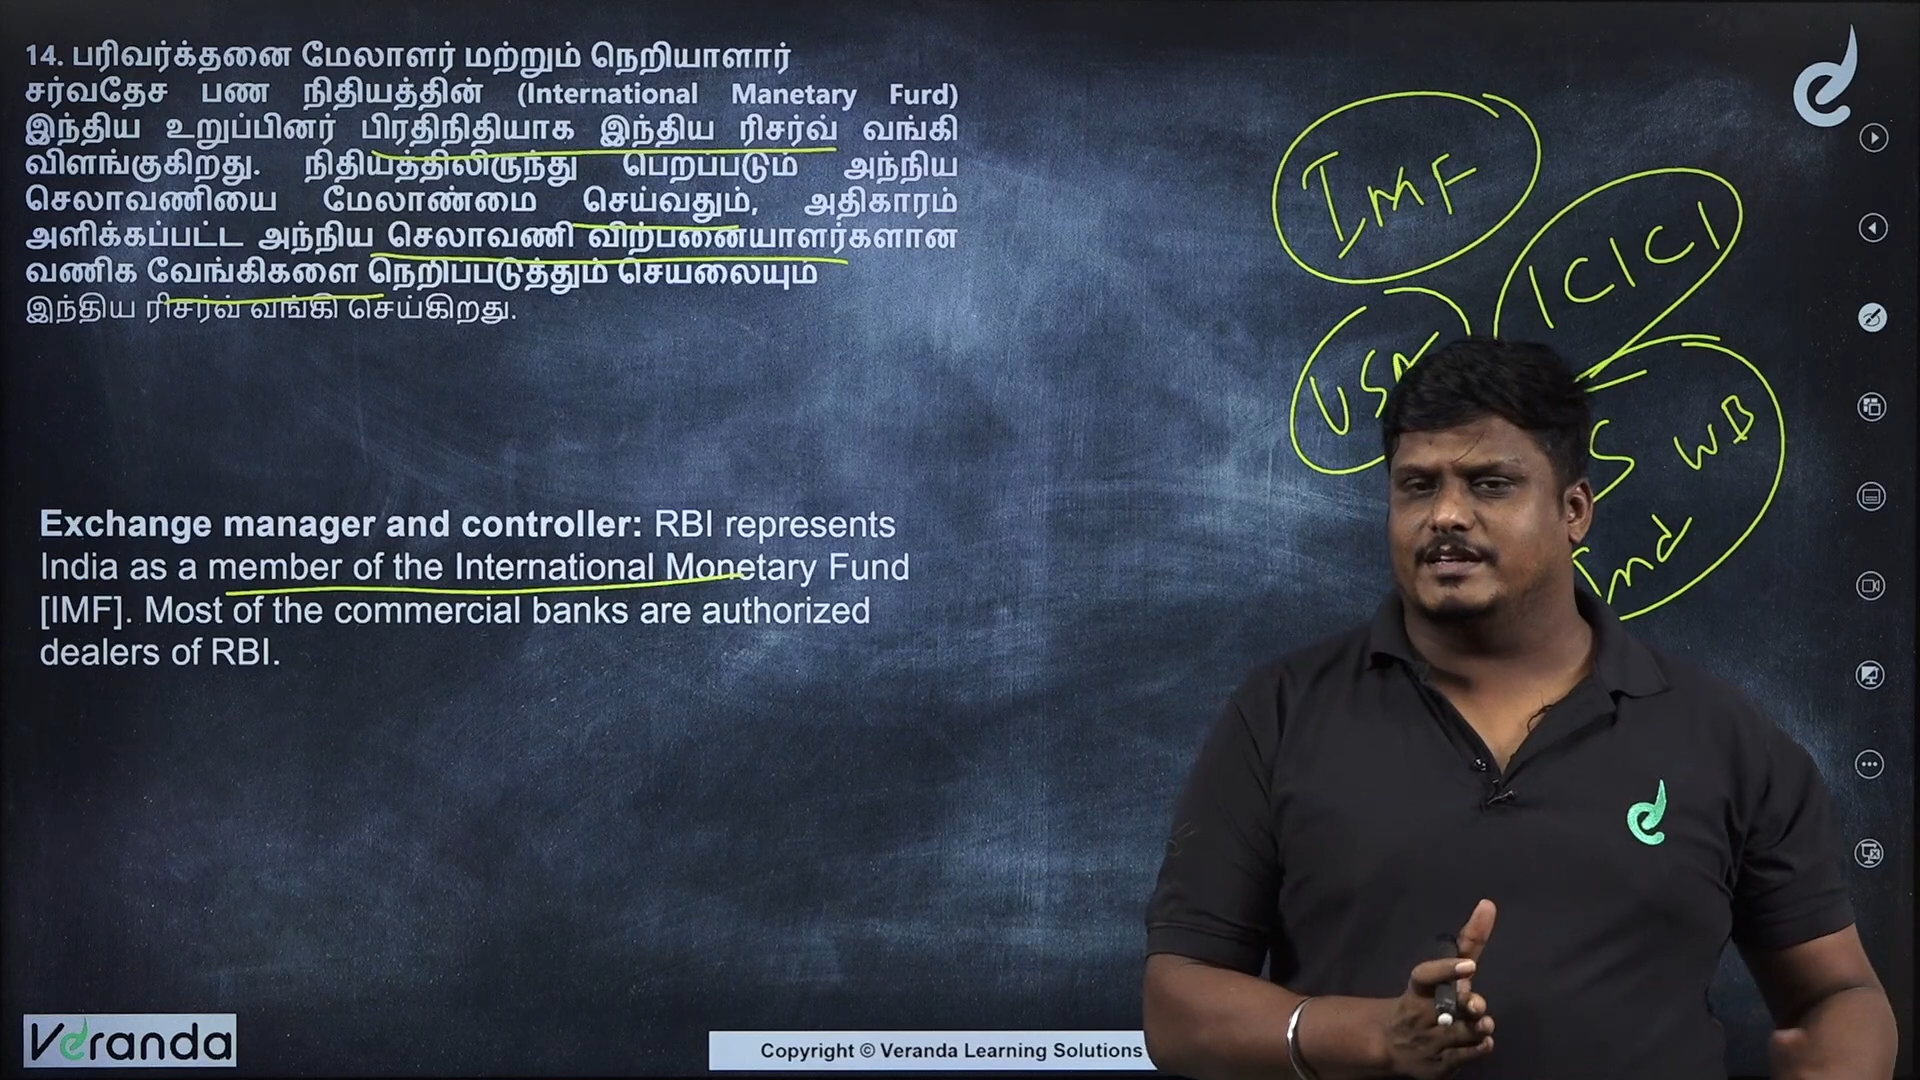 14. பரிவர்க்தனை மேலாளர் மற்றும் நெறியாளார்
சர்வதேச பண நிதியத்தின் (International Manetary Furd)
இந்திய உறுப்பினர் பிரதிநிதியாக இந்திய ரிசர்வ் வங்கி
விளங்குகிறது. நிதியத்திலிருந்து பெறப்படும் அந்நிய
செலாவணியை மேலாண்மை செய்வதும், அதிகாரம்
அளிக்கப்பட்ட அந்நிய செலாவணி விற்பனையாளர்களான
வணிக வேங்கிகளை நெறிப்படுத்தும் செயலையும்
இந்திய ரிசர்வ் வங்கி செய்கிறது.
IMF
ICICI
USA
WB
Ind
Exchange manager and controller: RBI represents
India as a member of the International Monetary Fund
[IMF]. Most of the commercial banks are authorized
dealers of RBI.
Veranda
Copyright © Veranda Learning Solutions